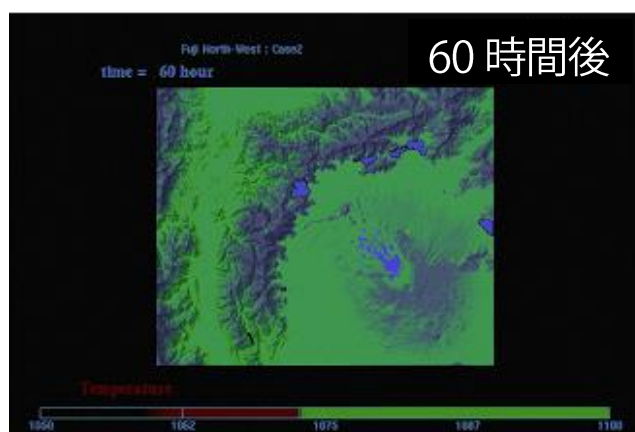 Fuji North-West : Case2
60 時間後
time = 60 hour
Temperature
1050 1062 1075 1087 1100